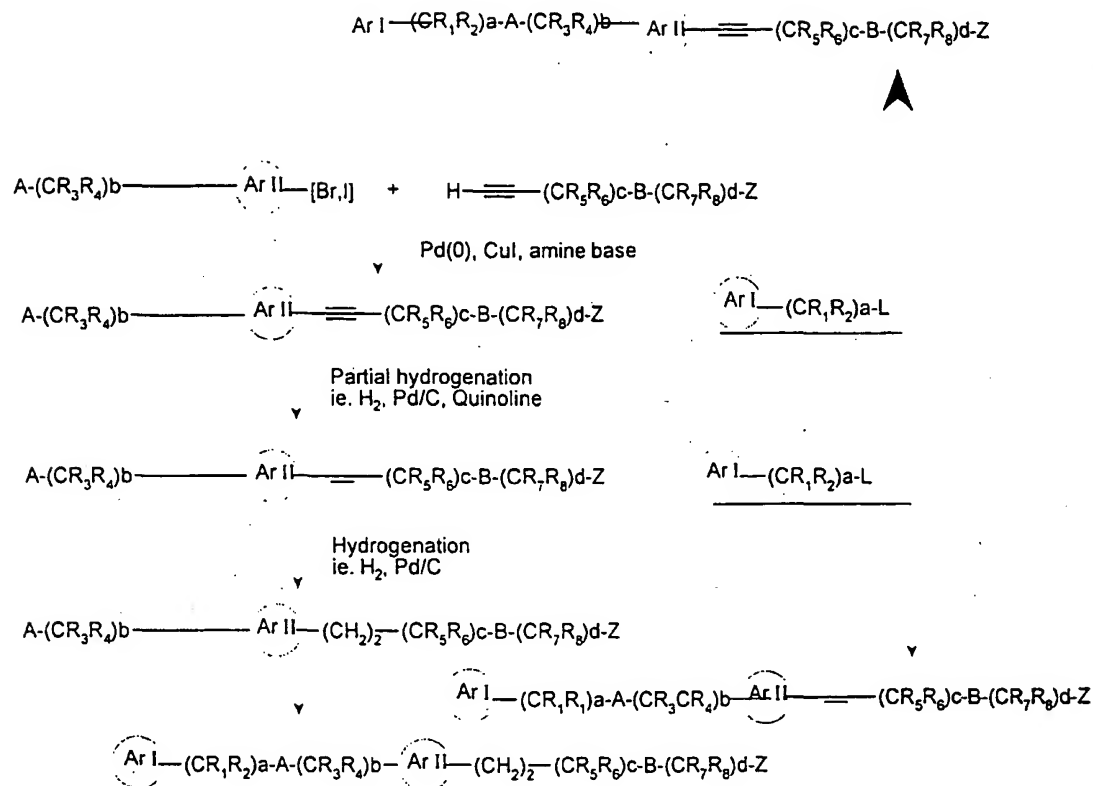 Ar I—(CR₁R₂)a-A-(CR₃R₄)b—Ar II—≡—(CR₅R₆)c-B-(CR₇R₈)d-Z
A-(CR₃R₄)b—Ar II—[Br,I] + H—≡—(CR₅R₆)c-B-(CR₇R₈)d-Z
Pd(0), CuI, amine base
A-(CR₃R₄)b—Ar II—≡—(CR₅R₆)c-B-(CR₇R₈)d-Z Ar I—(CR₁R₂)a-L
Partial hydrogenation
ie. H₂, Pd/C, Quinoline
A-(CR₃R₄)b—Ar II—=—(CR₅R₆)c-B-(CR₇R₈)d-Z Ar I—(CR₁R₂)a-L
Hydrogenation
ie. H₂, Pd/C
A-(CR₃R₄)b—Ar II—(CH₂)₂—(CR₅R₆)c-B-(CR₇R₈)d-Z
Ar I—(CR₁R₁)a-A-(CR₃CR₄)b—Ar II—=—(CR₅R₆)c-B-(CR₇R₈)d-Z
Ar I—(CR₁R₂)a-A-(CR₃R₄)b—Ar II—(CH₂)₂—(CR₅R₆)c-B-(CR₇R₈)d-Z